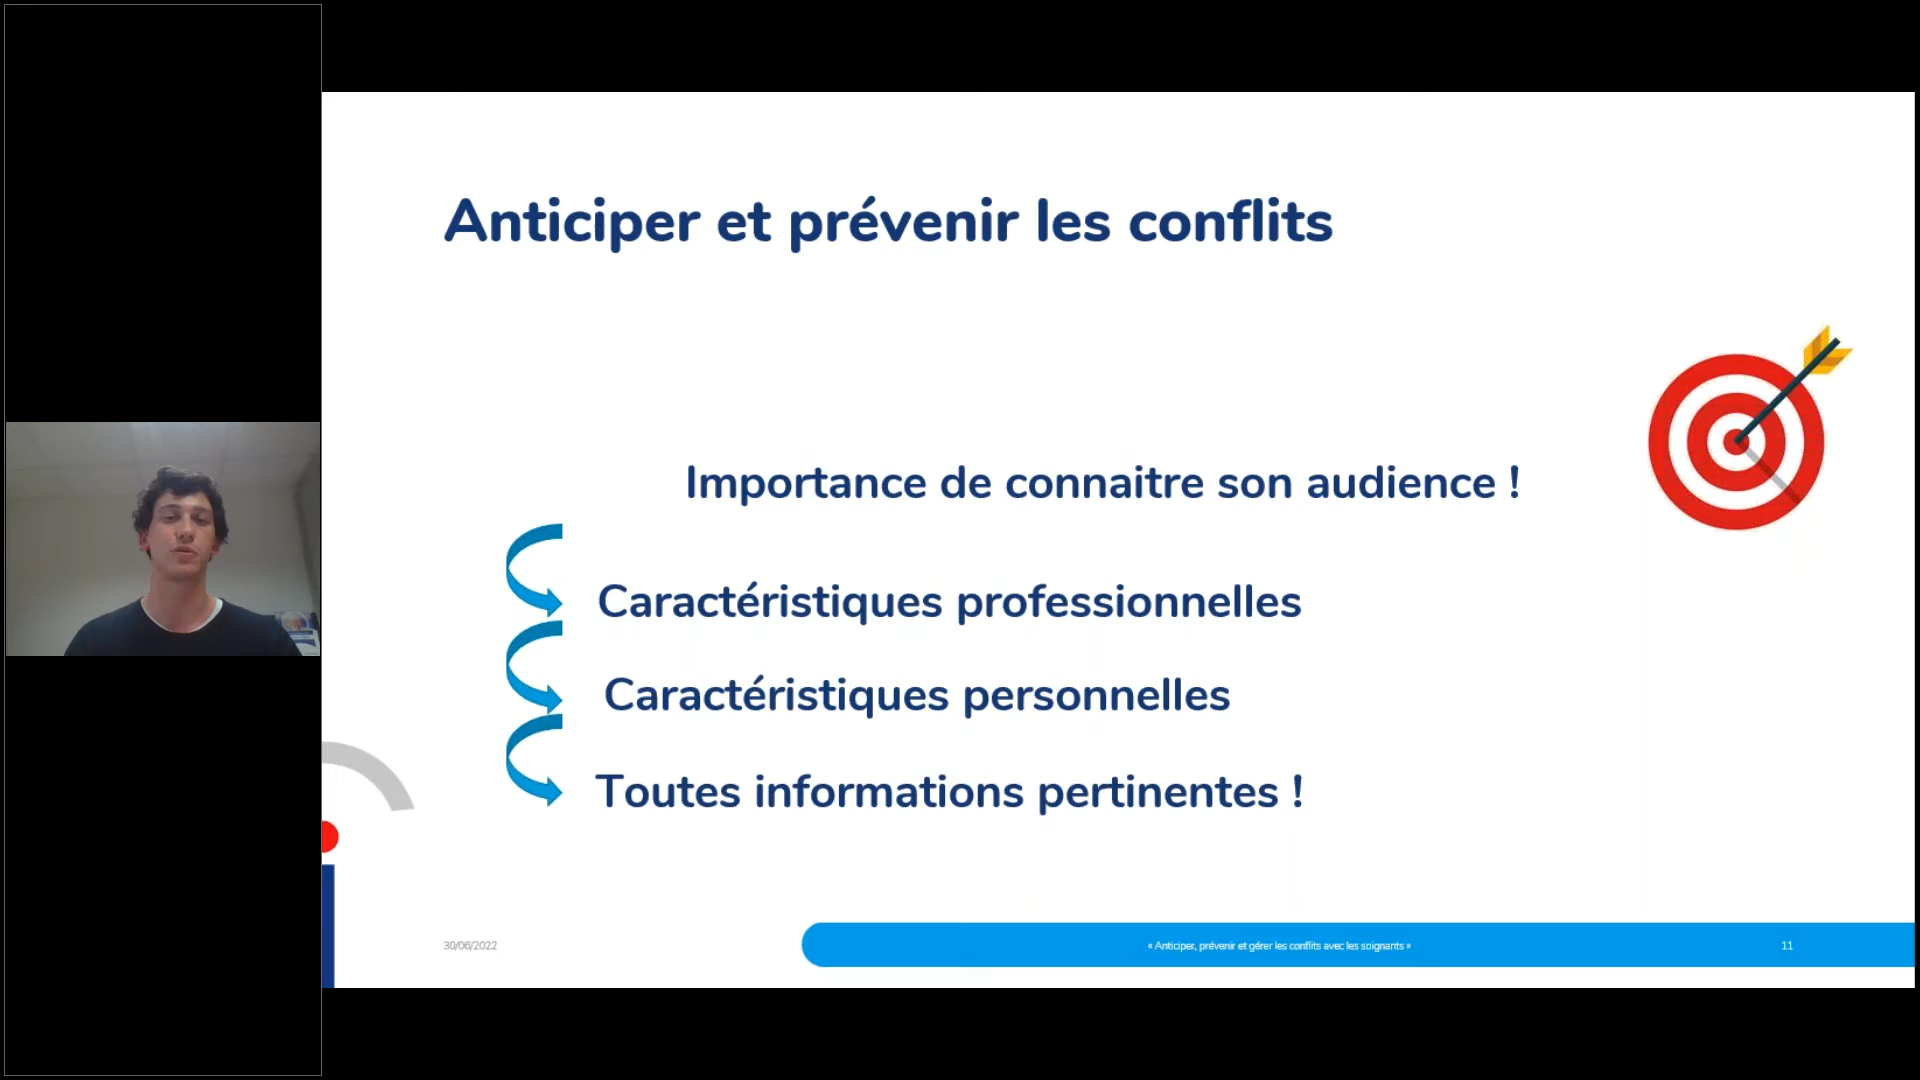 Anticiper et prévenir les conflits
Importance de connaitre son audience !
Caractéristiques professionnelles
Caractéristiques personnelles
Toutes informations pertinentes !
30/06/2022
« Anticiper, prévenir et gérer les conflits avec les soignants »
11